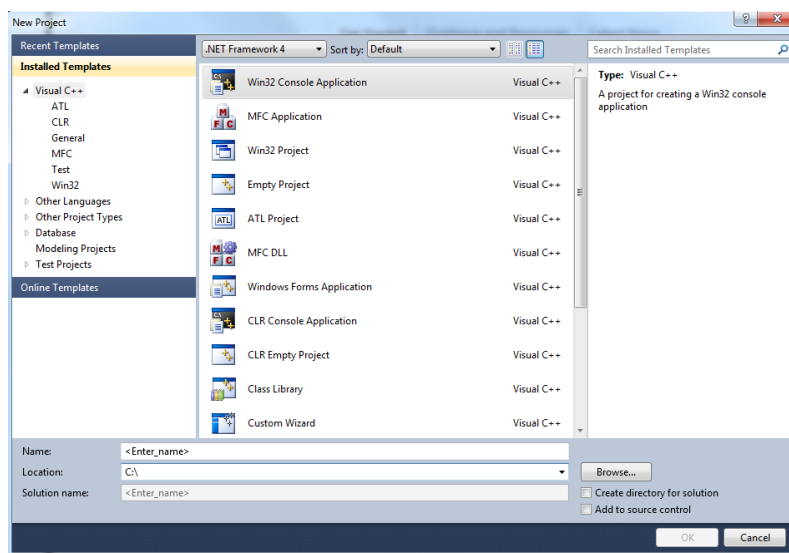 New Project
Recent Templates
Installed Templates
Visual C++
ATL
CLR
General
MFC
Test
Win32
Other Languages
Other Project Types
Database
Modeling Projects
Test Projects
Online Templates
.NET Framework 4
Sort by: Default
Win32 Console Application Visual C++
MFC Application Visual C++
Win32 Project Visual C++
Empty Project Visual C++
ATL Project Visual C++
MFC DLL Visual C++
Windows Forms Application Visual C++
CLR Console Application Visual C++
CLR Empty Project Visual C++
Class Library Visual C++
Custom Wizard Visual C++
Search Installed Templates
Type: Visual C++
A project for creating a Win32 console
application
Name: <Enter_name>
Location: C:\
Browse...
Solution name: <Enter_name>
Create directory for solution
Add to source control
OK Cancel